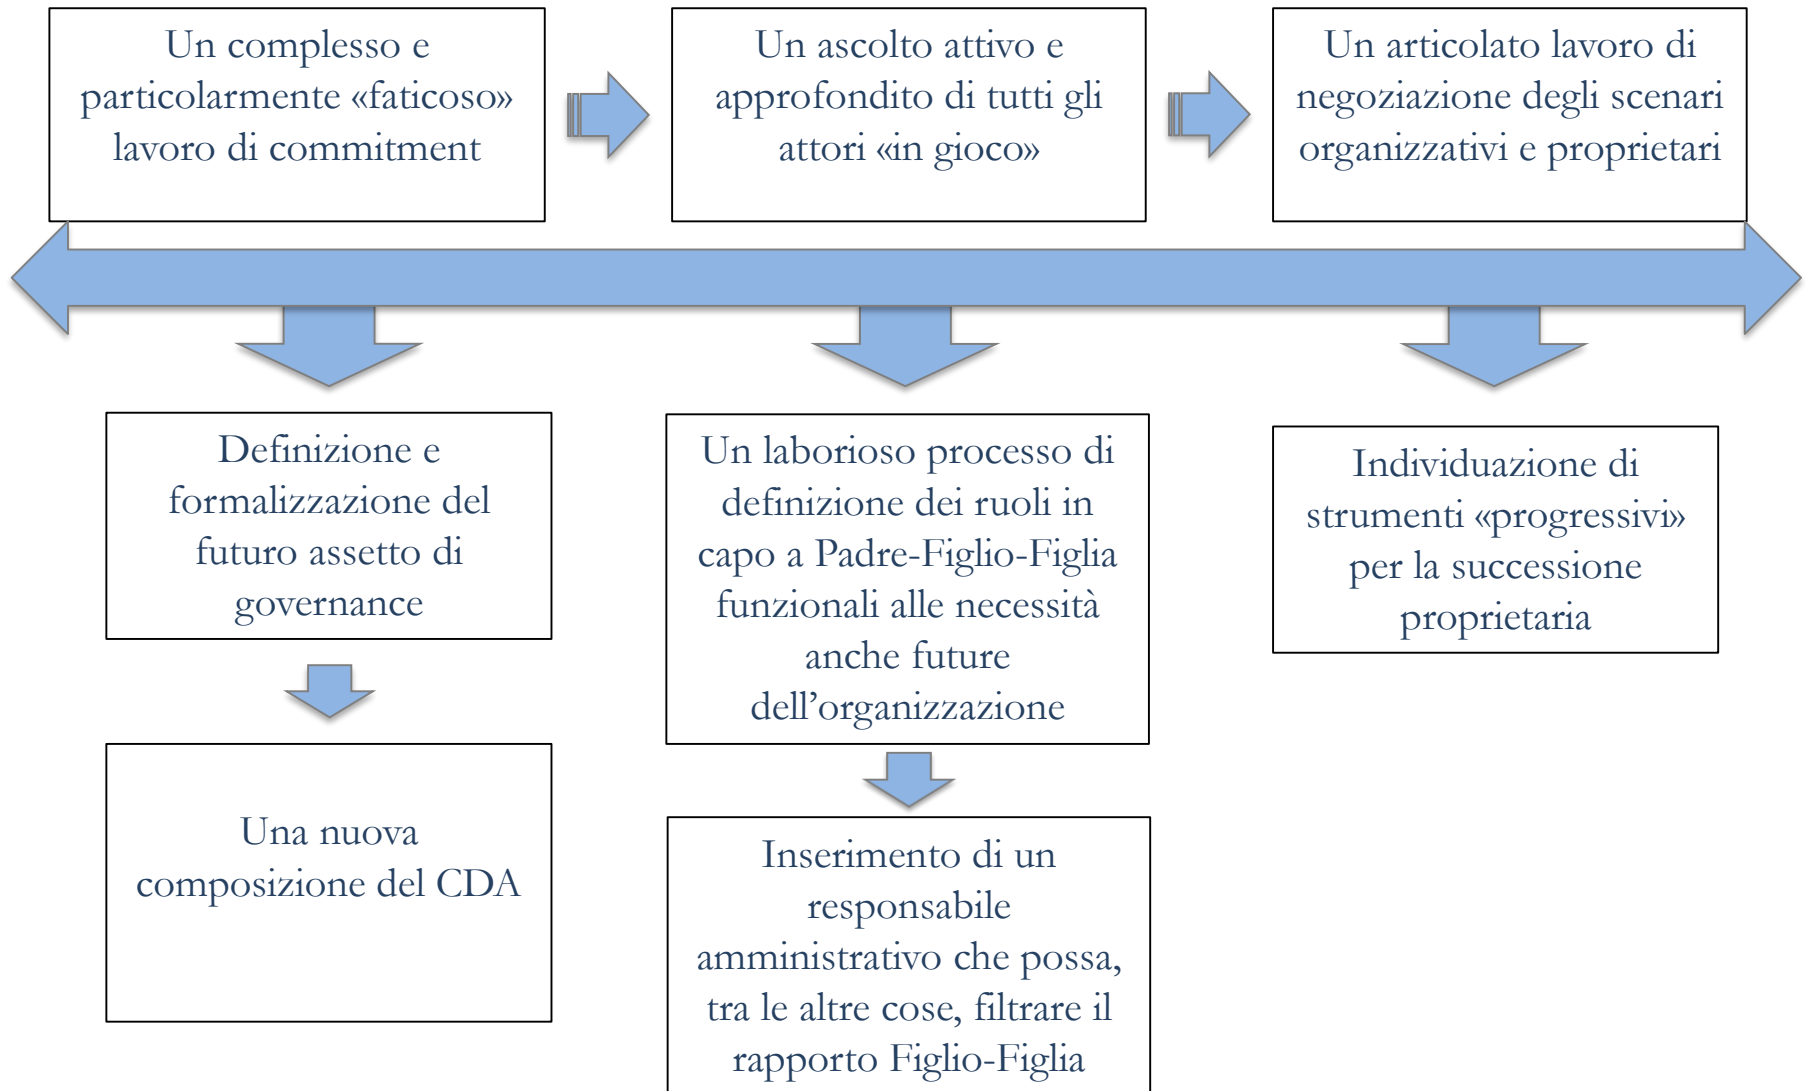 Un complesso e
particolarmente «faticoso»
lavoro di commitment
Un ascolto attivo e
approfondito di tutti gli
attori «in gioco»
Un articolato lavoro di
negoziazione degli scenari
organizzativi e proprietari
Definizione e
formalizzazione del
futuro assetto di
governance
Un laborioso processo di
definizione dei ruoli in
capo a Padre-Figlio-Figlia
funzionali alle necessità
anche future
dell’organizzazione
Individuazione di
strumenti «progressivi»
per la successione
proprietaria
Una nuova
composizione del CDA
Inserimento di un
responsabile
amministrativo che possa,
tra le altre cose, filtrare il
rapporto Figlio-Figlia